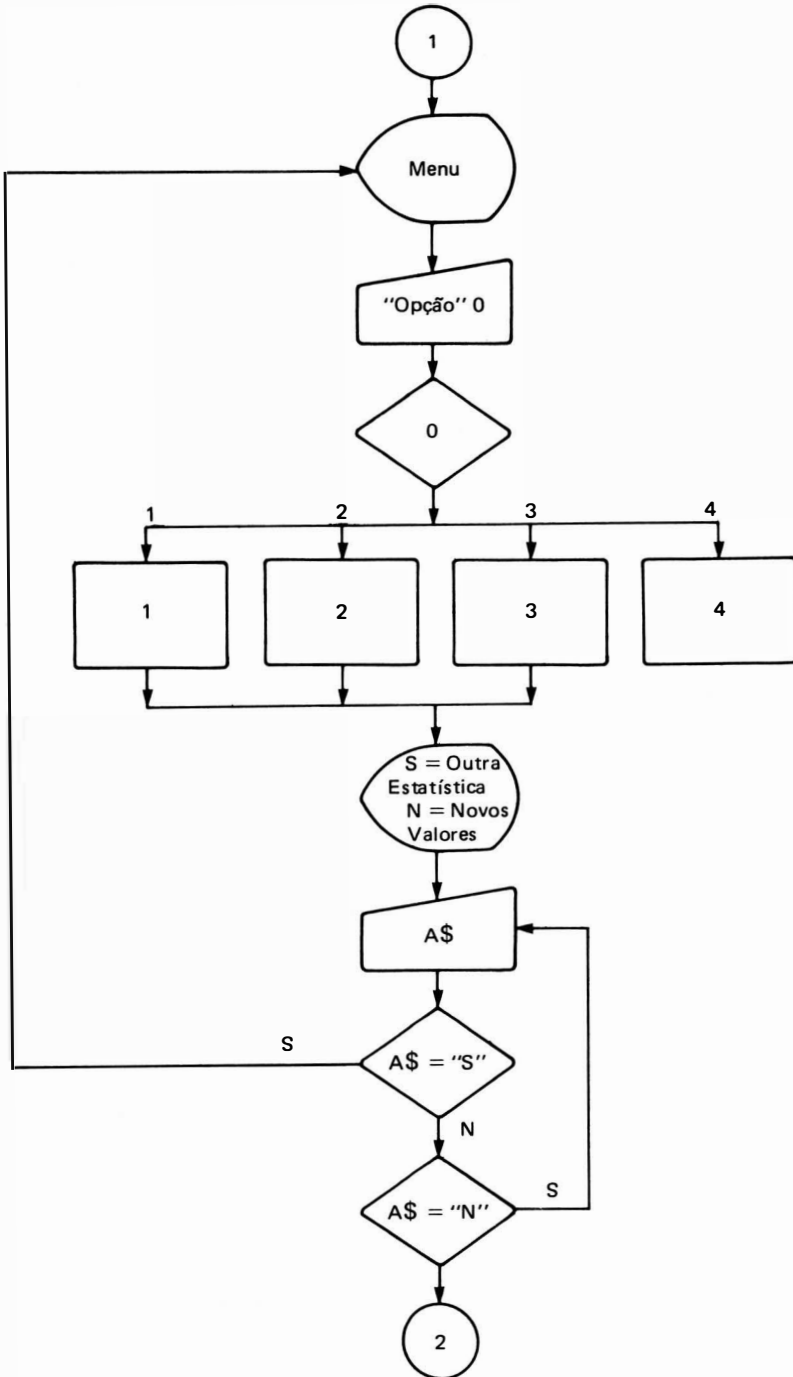 1
Menu
“Opção” 0
0
1 2 3 4
1 2 3 4
S = Outra
Estatística
N = Novos
Valores
A$
S
A$ = “S”
N
A$ = “N”
S
2